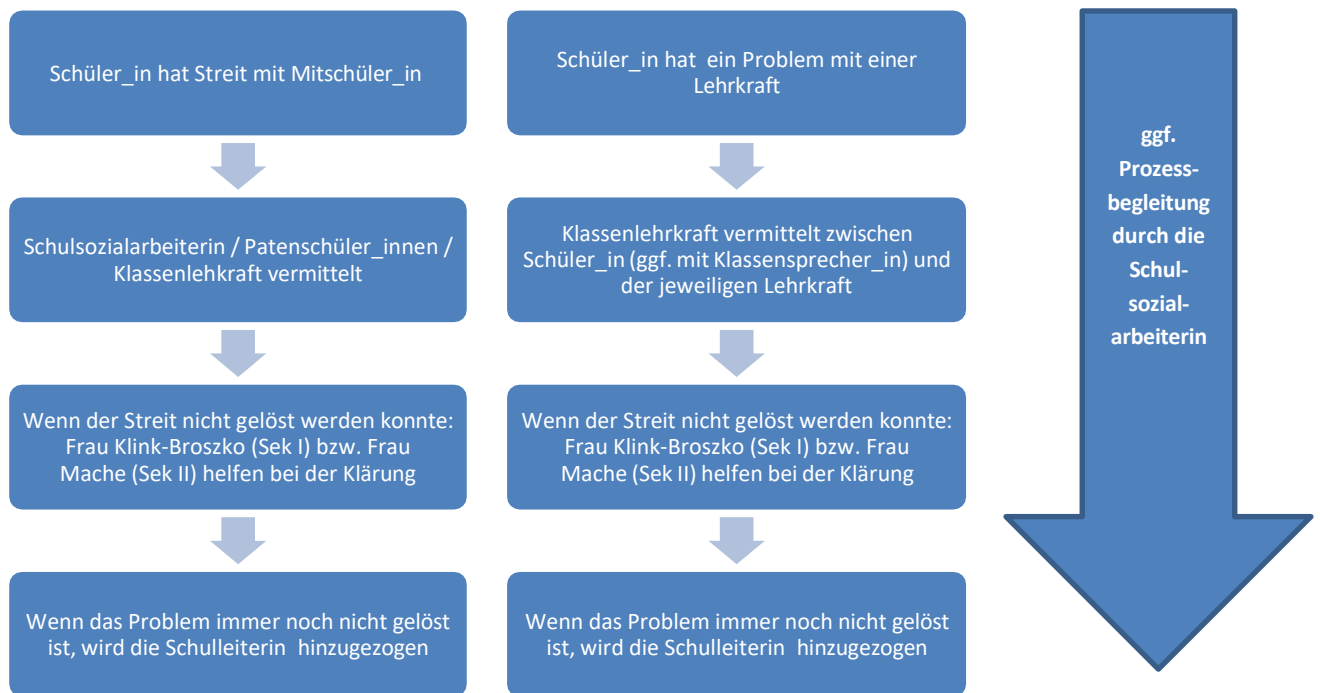 Schüler_in hat Streit mit Mitschüler_in
Schulsozialarbeiterin / Patenschüler_innen /
Klassenlehkraft vermittelt
Wenn der Streit nicht gelöst werden konnte:
Frau Klink-Broszko (Sek I) bzw. Frau
Mache (Sek II) helfen bei der Klärung
Wenn das Problem immer noch nicht gelöst
ist, wird die Schulleiterin  hinzugezogen
Schüler_in hat  ein Problem mit einer
Lehrkraft
Klassenlehrkraft vermittelt zwischen
Schüler_in (ggf. mit Klassensprecher_in) und
der jeweiligen Lehrkraft
Wenn der Streit nicht gelöst werden konnte:
Frau Klink-Broszko (Sek I) bzw. Frau
Mache (Sek II) helfen bei der Klärung
Wenn das Problem immer noch nicht gelöst
ist, wird die Schulleiterin  hinzugezogen
ggf.
Prozess-
begleitung
durch die
Schul-
sozial-
arbeiterin